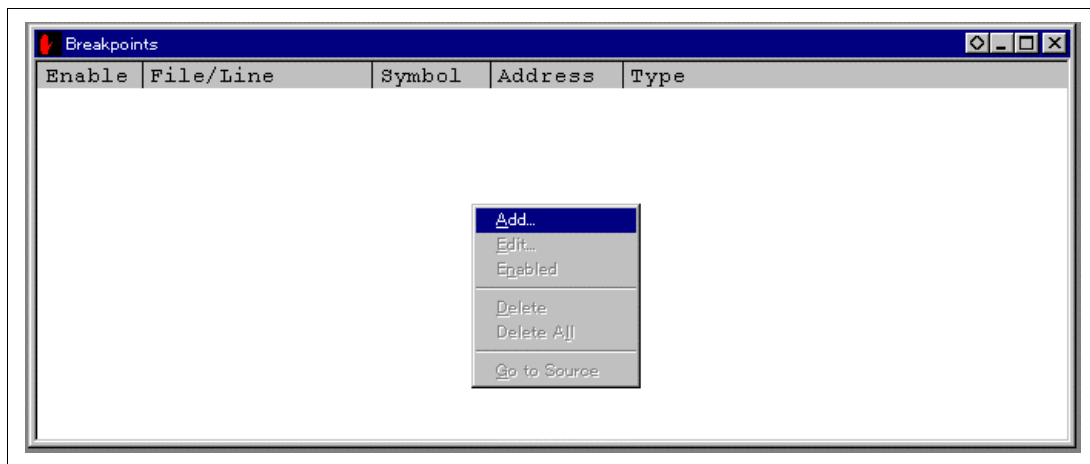 Breakpoints
Enable File/Line Symbol Address Type
Add...
Edit...
Enabled
Delete
Delete All
Go to Source